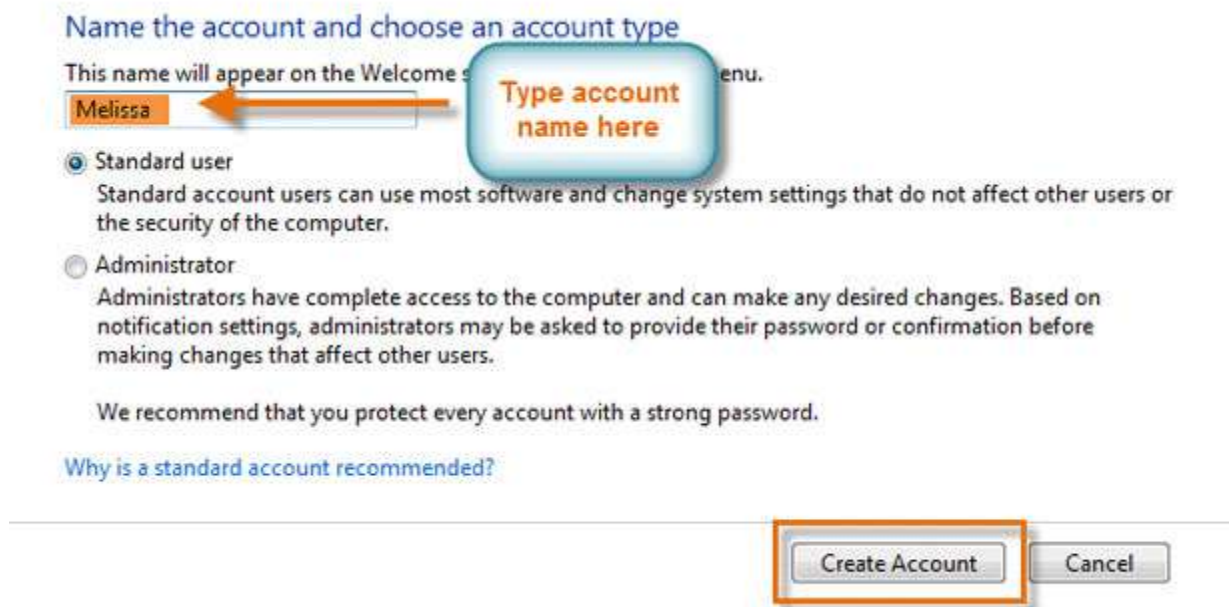 Name the account and choose an account type
This name will appear on the Welcome s
enu.
Type account
name here
Melissa
Standard user
Standard account users can use most software and change system settings that do not affect other users or
the security of the computer.
Administrator
Administrators have complete access to the computer and can make any desired changes. Based on
notification settings, administrators may be asked to provide their password or confirmation before
making changes that affect other users.
We recommend that you protect every account with a strong password.
Why is a standard account recommended?
Create Account
Cancel